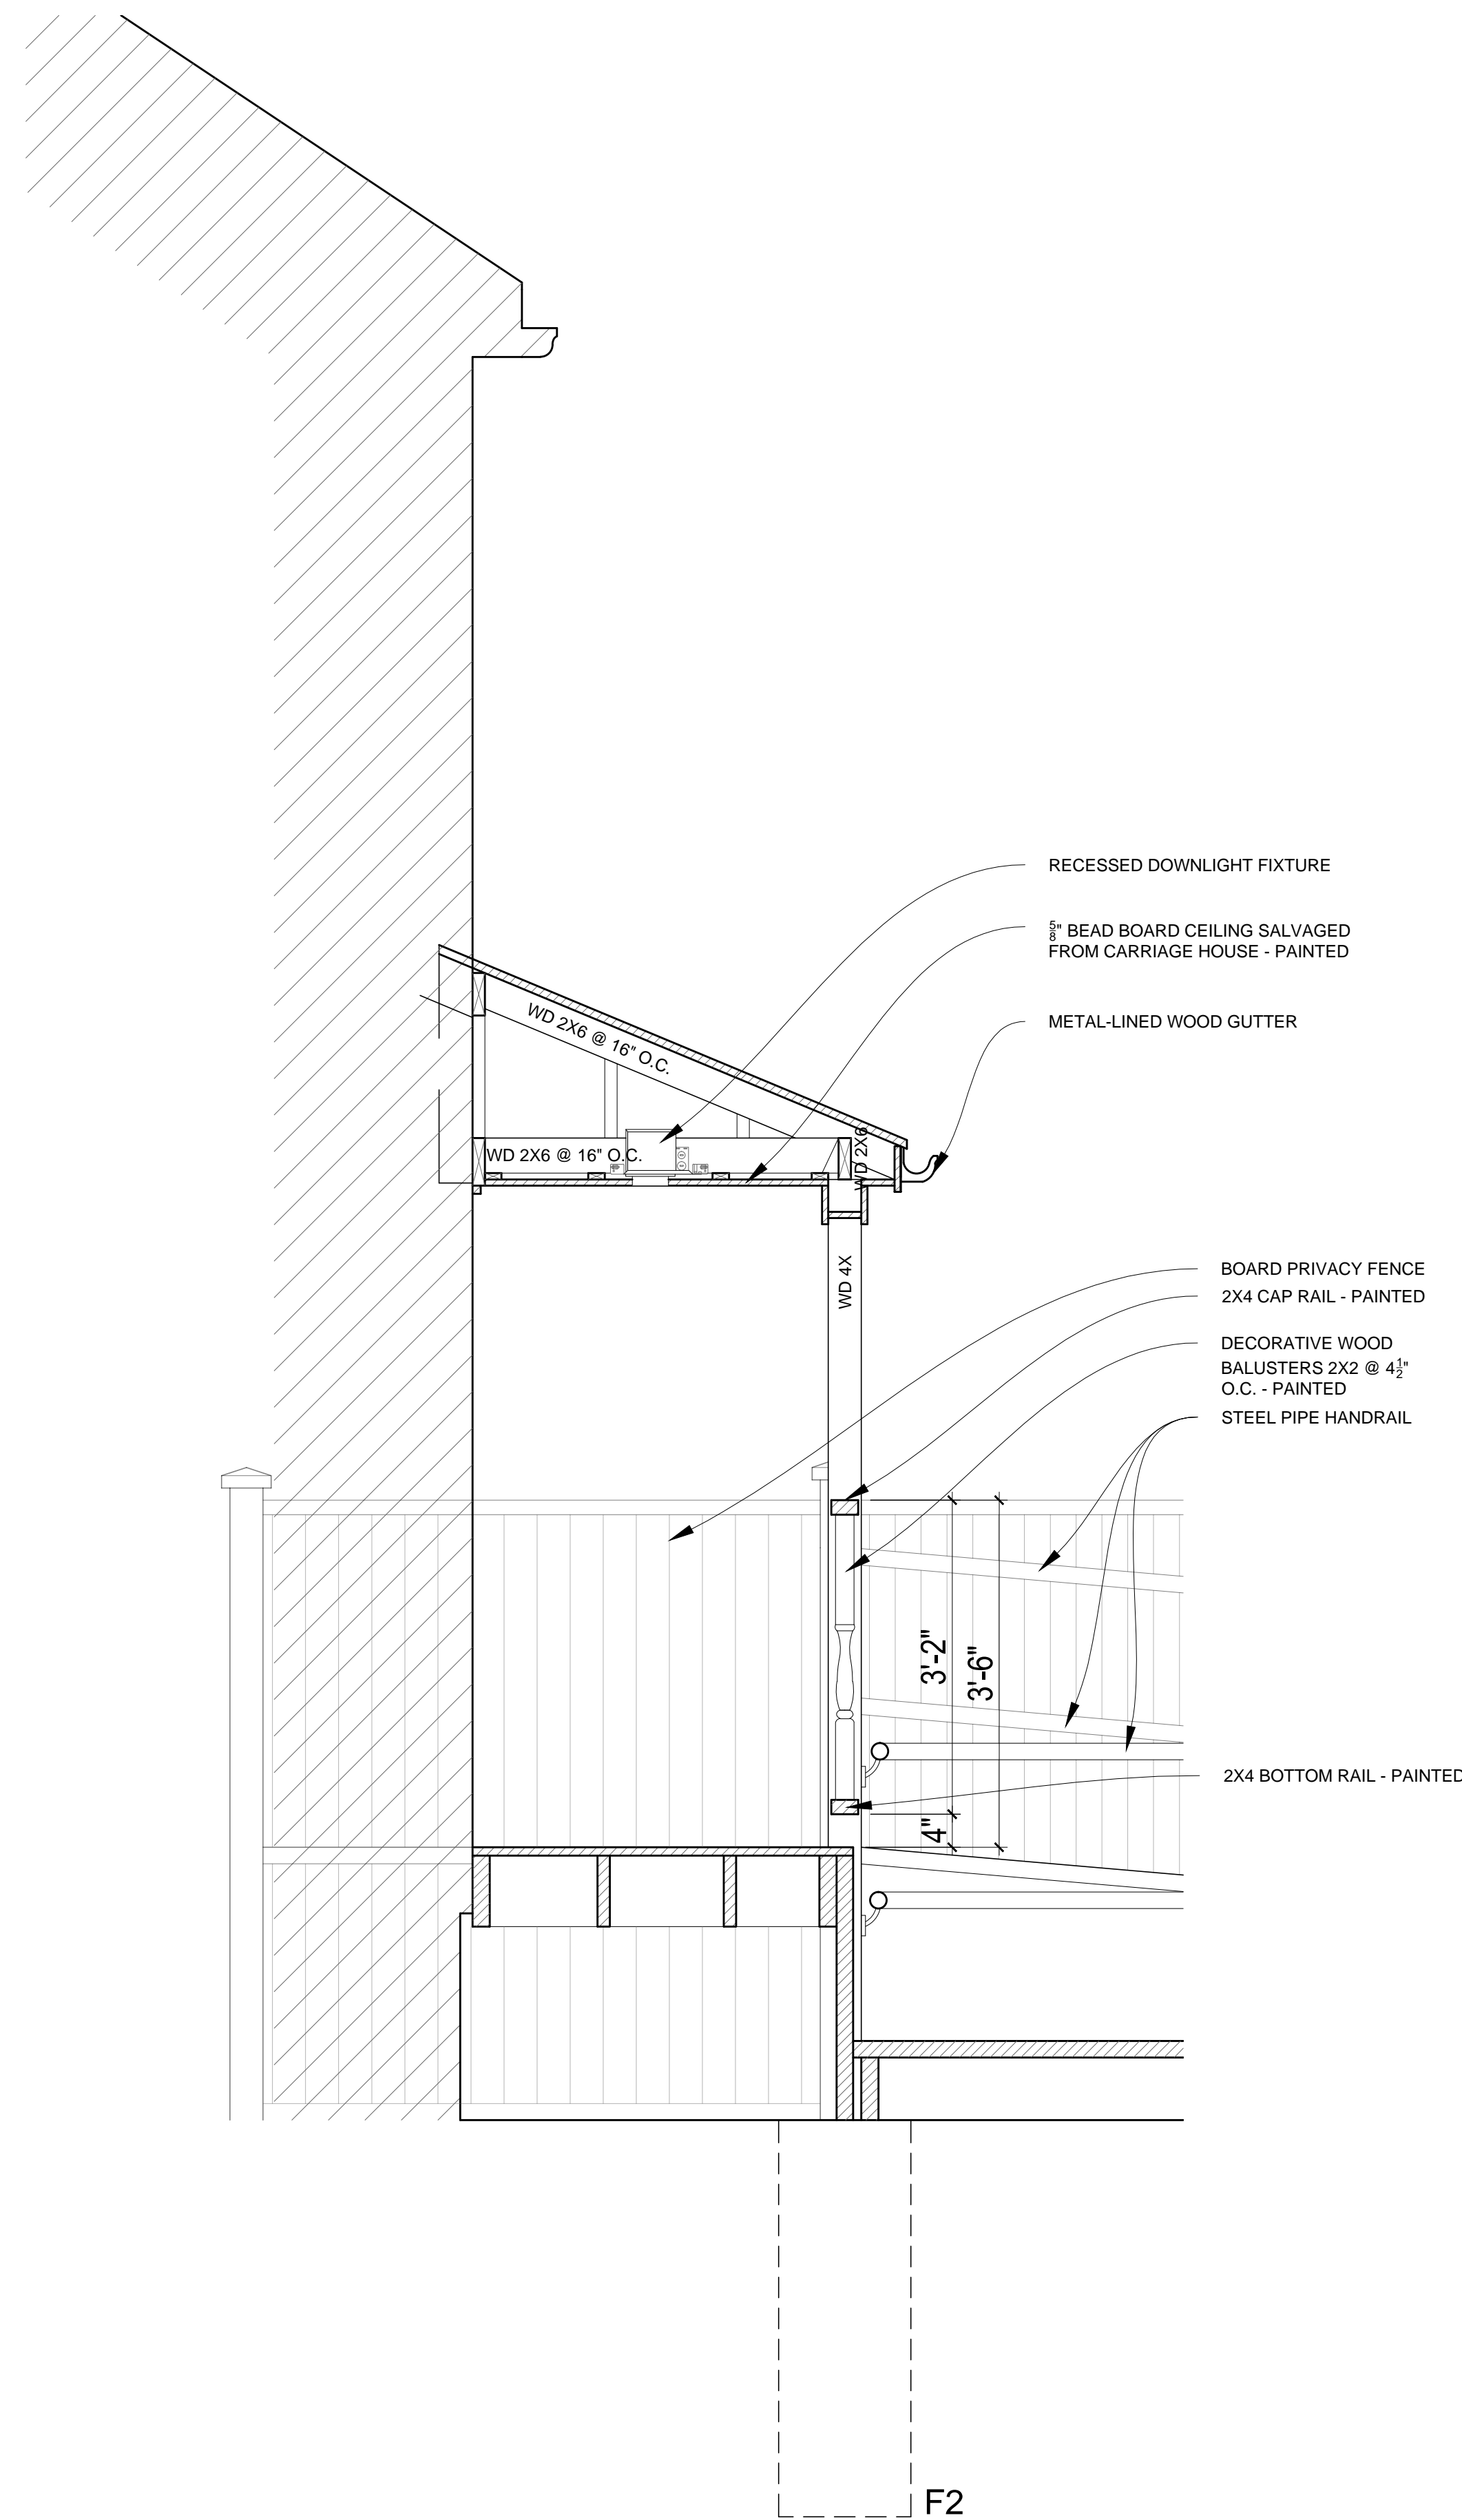 RECESSED DOWNLIGHT FIXTURE
5/8" BEAD BOARD CEILING SALVAGED
FROM CARRIAGE HOUSE - PAINTED
METAL-LINED WOOD GUTTER
WD 2X6 @ 16" O.C.
WD 2X6 @ 16" O.C.
WD 2X6
WD 4X
BOARD PRIVACY FENCE
2X4 CAP RAIL - PAINTED
DECORATIVE WOOD
BALUSTERS 2X2 @ 4 1/2"
O.C. - PAINTED
STEEL PIPE HANDRAIL
3'-2"
3'-6"
2X4 BOTTOM RAIL - PAINTED
4"
F2